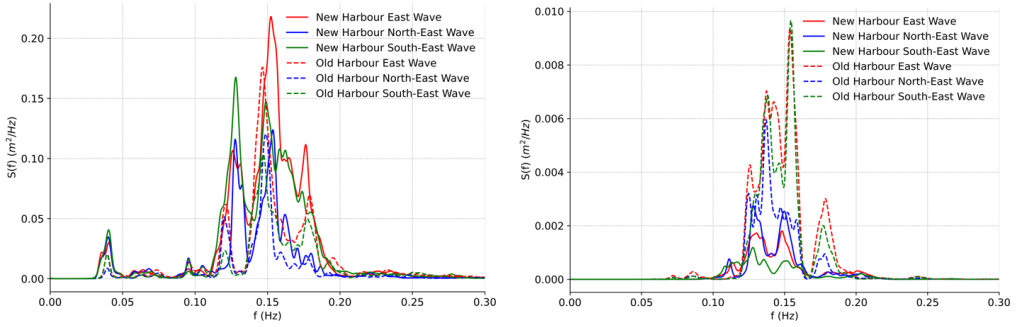 S(f) (m²/Hz)
0.20
0.15
0.10
0.05
0.00
New Harbour East Wave
New Harbour North-East Wave
New Harbour South-East Wave
Old Harbour East Wave
Old Harbour North-East Wave
Old Harbour South-East Wave
0.00 0.05 0.10 0.15 0.20 0.25 0.30
f (Hz)
S(f) (m²/Hz)
0.010
0.008
0.006
0.004
0.002
0.000
New Harbour East Wave
New Harbour North-East Wave
New Harbour South-East Wave
Old Harbour East Wave
Old Harbour North-East Wave
Old Harbour South-East Wave
0.00 0.05 0.10 0.15 0.20 0.25 0.30
f (Hz)